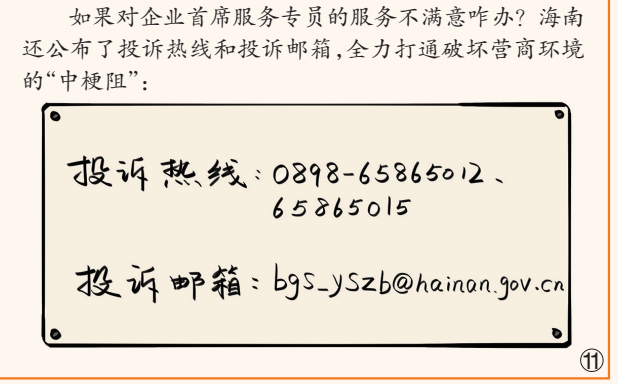 如果对企业首席服务专员的服务不满意咋办？海南
还公布了投诉热线和投诉邮箱,全力打通破坏营商环境
的“中梗阻”：
投诉热线：0898-65865012、
65865015
投诉邮箱：bgs_yszb@hainan.gov.cn
⑪